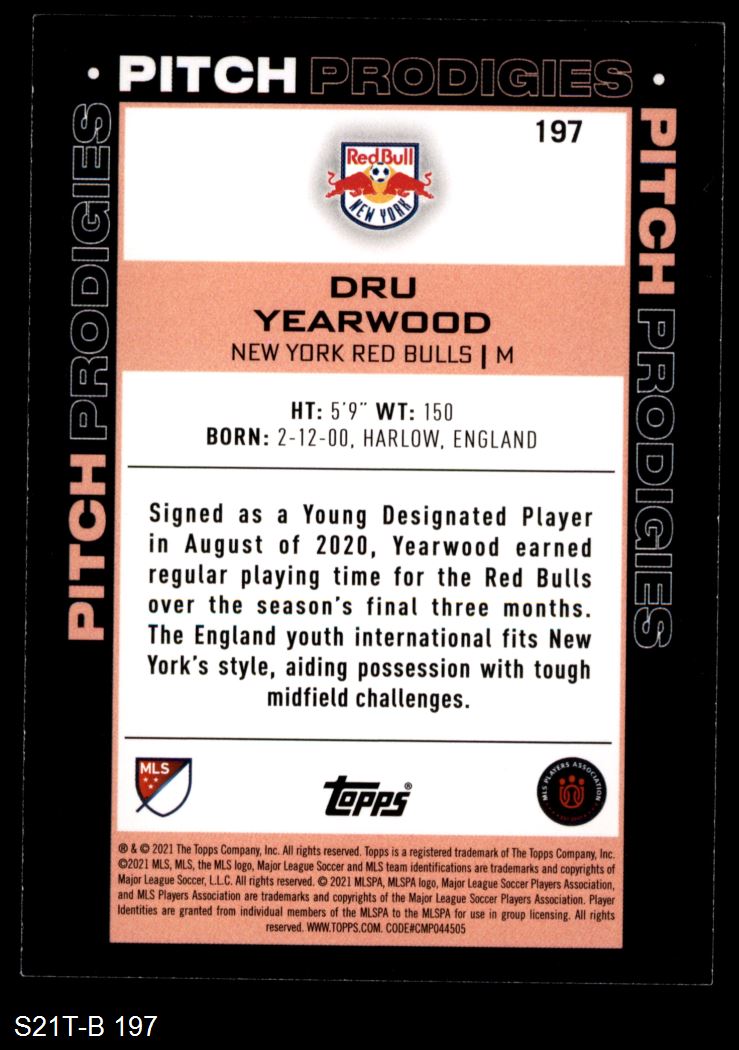 PITCH PRODIGIES
PITCH PRODIGIES
PITCH PRODIGIES
197
Red Bull
NEW YORK
DRU
YEARWOOD
NEW YORK RED BULLS | M
HT: 5'9" WT: 150
BORN: 2-12-00, HARLOW, ENGLAND
Signed as a Young Designated Player
in August of 2020, Yearwood earned
regular playing time for the Red Bulls
over the season's final three months.
The England youth international fits New
York's style, aiding possession with tough
midfield challenges.
MLS
Topps®
MLS PLAYERS ASSOCIATION
® & © 2021 The Topps Company, Inc. All rights reserved. Topps is a registered trademark of The Topps Company, Inc.
©2021 MLS, MLS, the MLS logo, Major League Soccer and MLS team identifications are trademarks and copyrights of
Major League Soccer, L.L.C. All rights reserved. © 2021 MLSPA, MLSPA logo, Major League Soccer Players Association,
and MLS Players Association are trademarks and copyrights of the Major League Soccer Players Association. Player
Identities are granted from individual members of the MLSPA to the MLSPA for use in group licensing. All rights
reserved. WWW.TOPPS.COM. CODE#CMP044505
S21T-B 197